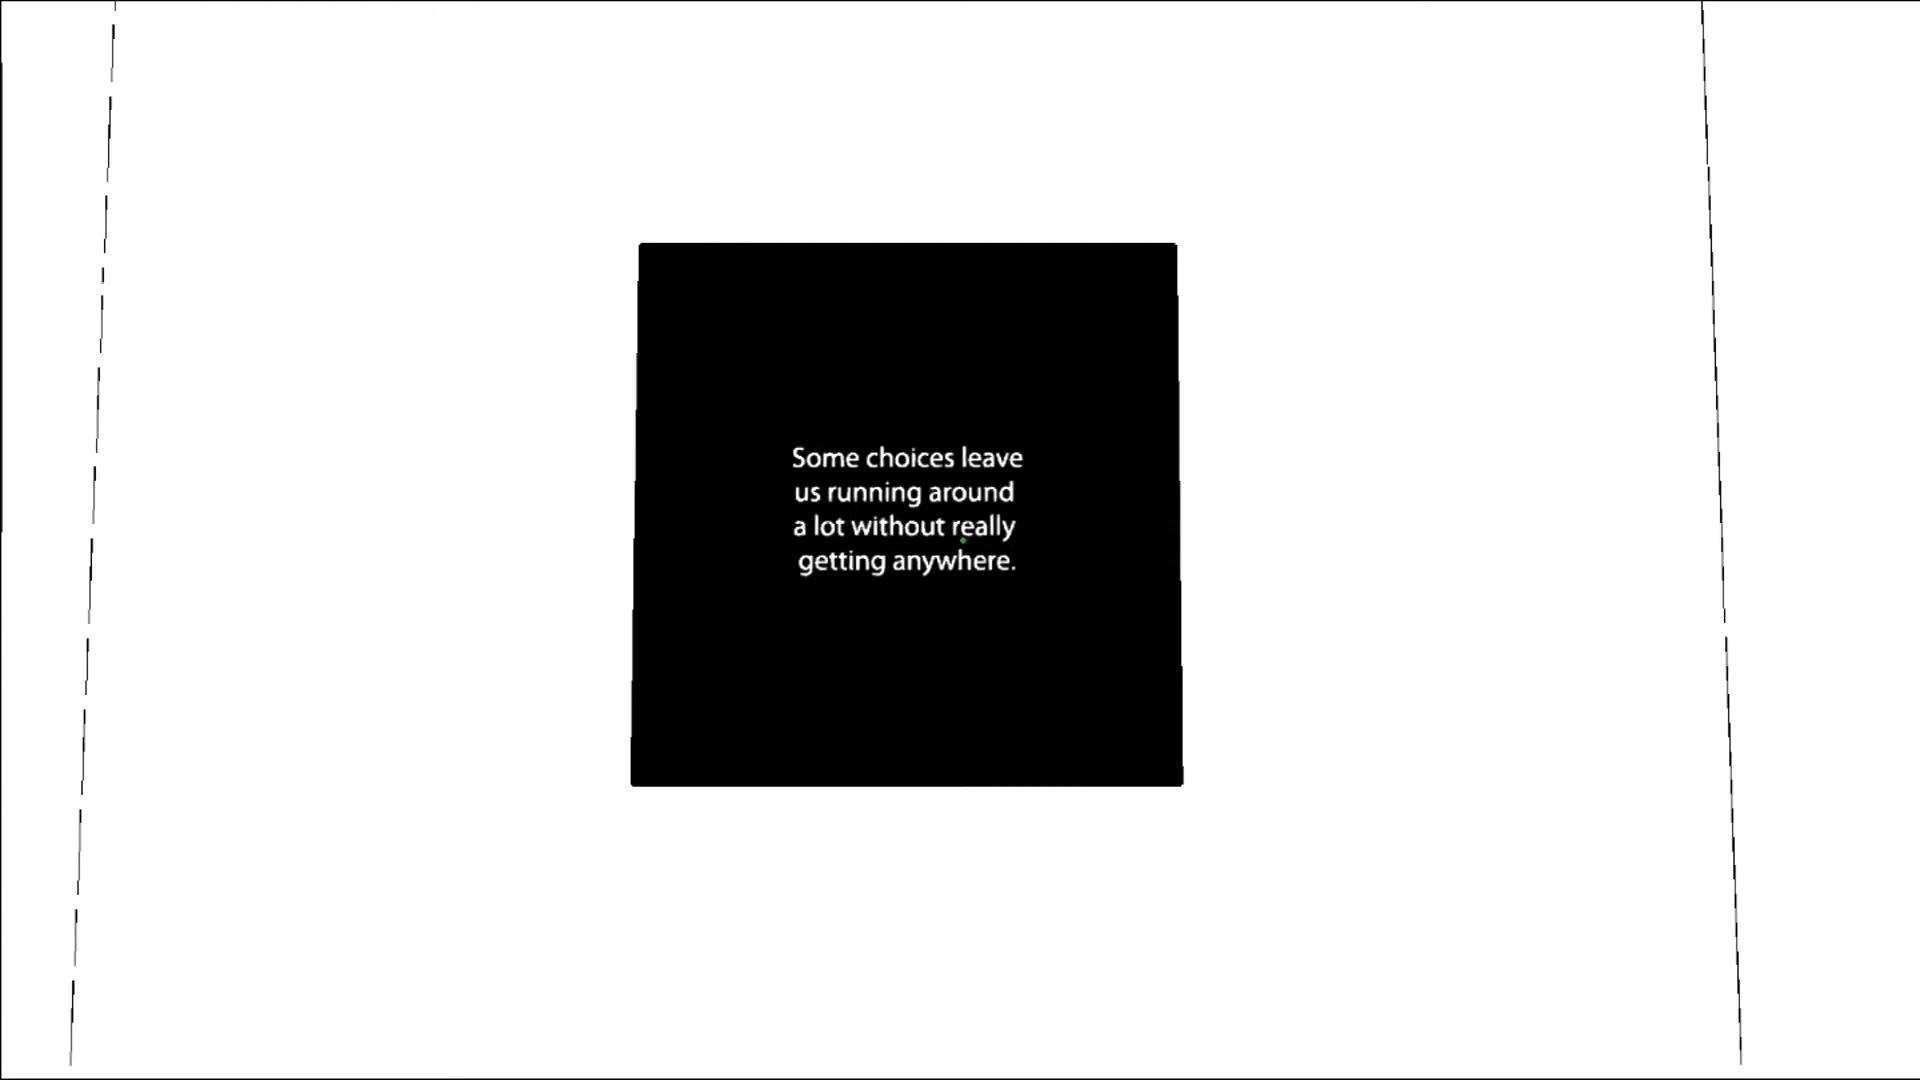 Some choices leave
us running around
a lot without really
getting anywhere.